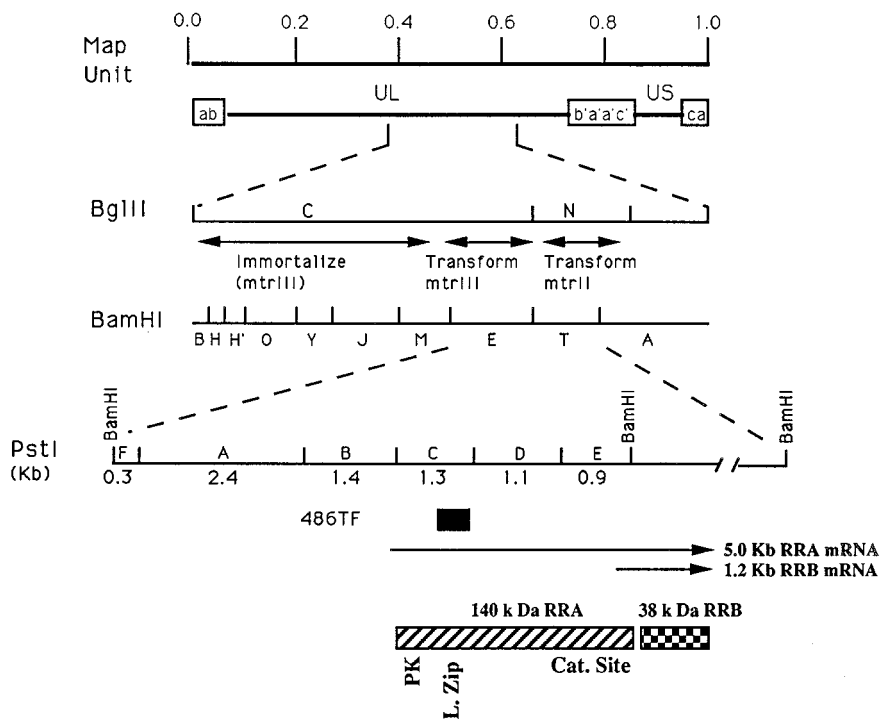 0.0 0.2 0.4 0.6 0.8 1.0
Map
Unit
UL US
ab b'a'a'c' ca
BglII C N
Immortalize Transform Transform
(mtrIII) mtrIII mtrII
BamHI
B H H' O Y J M E T A
BamHI BamHI BamHI
PstI F A B C D E
(Kb) 0.3 2.4 1.4 1.3 1.1 0.9
486TF
5.0 Kb RRA mRNA
1.2 Kb RRB mRNA
140 k Da RRA 38 k Da RRB
PK L. Zip Cat. Site